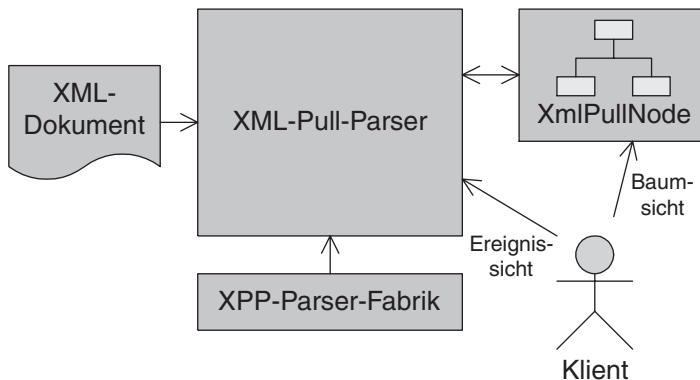 XML-
Dokument
XML-Pull-Parser
XmlPullNode
Baum-
sicht
Ereignis-
sicht
XPP-Parser-Fabrik
Klient